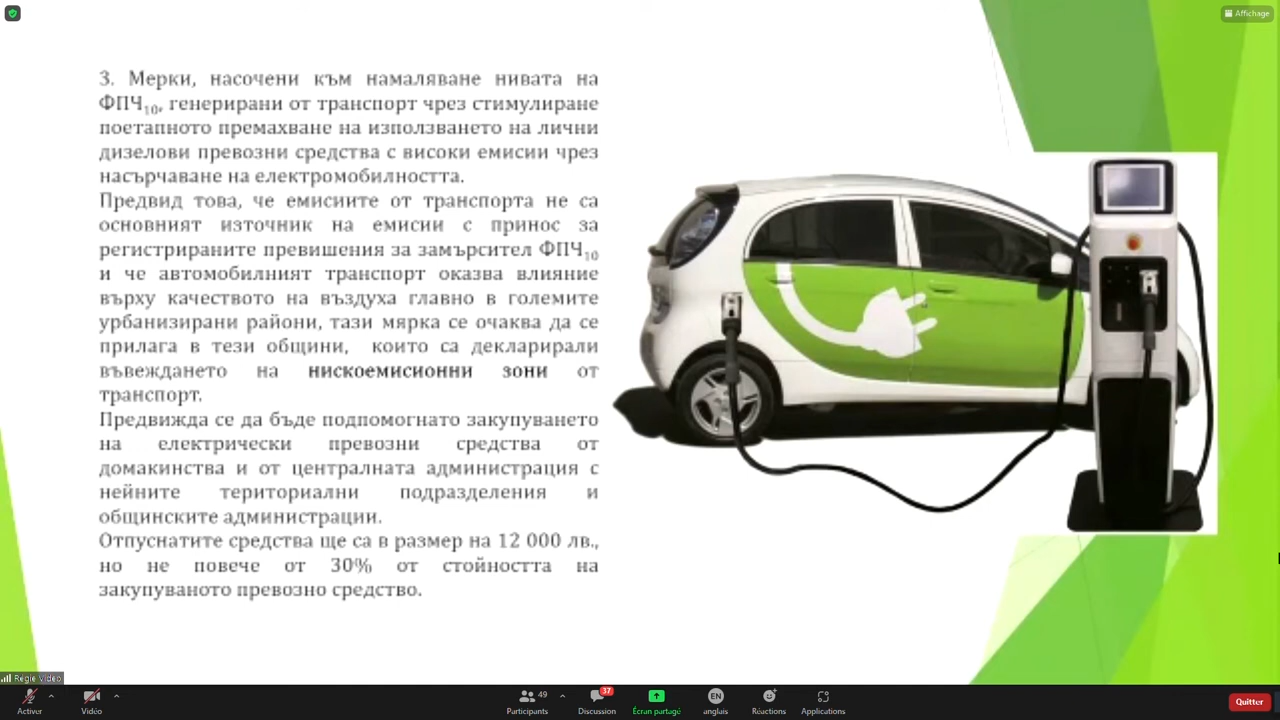 Affichage
3. Мерки, насочени към намаляване нивата на
ФПЧ₁₀, генерирани от транспорт чрез стимулиране
поетапното премахване на използването на лични
дизелови превозни средства с високи емисии чрез
насърчаване на електромобилността.
Предвид това, че емисиите от транспорта не са
основният източник на емисии с принос за
регистрираните превишения за замърсител ФПЧ₁₀
и че автомобилният транспорт оказва влияние
върху качеството на въздуха главно в големите
урбанизирани райони, тази мярка се очаква да се
прилага в тези общини, които са декларирали
въвеждането на нискоемисионни зони от
транспорт.
Предвижда се да бъде подпомогнато закупуването
на електрически превозни средства от
домакинства и от централната администрация с
нейните териториални подразделения и
общинските администрации.
Отпуснатите средства ще са в размер на 12 000 лв.,
но не повече от 30% от стойността на
закупуваното превозно средство.
Régie Vidéo
49 37 EN
Activer Vidéo Participants Discussion Écran partagé anglais Réactions Applications Quitter